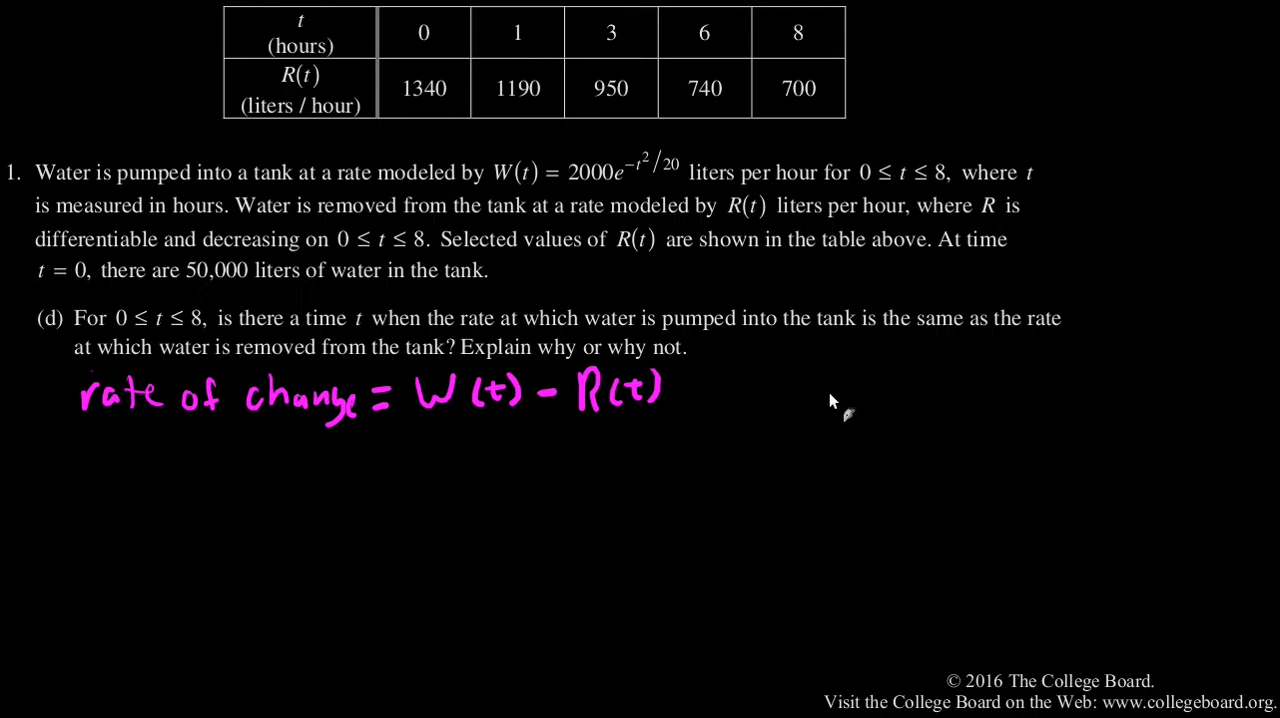 t (hours) 0 1 3 6 8
R(t) (liters / hour) 1340 1190 950 740 700
1. Water is pumped into a tank at a rate modeled by W(t) = 2000e^{-t^2/20} liters per hour for 0 ≤ t ≤ 8, where t
is measured in hours. Water is removed from the tank at a rate modeled by R(t) liters per hour, where R is
differentiable and decreasing on 0 ≤ t ≤ 8. Selected values of R(t) are shown in the table above. At time
t = 0, there are 50,000 liters of water in the tank.
(d) For 0 ≤ t ≤ 8, is there a time t when the rate at which water is pumped into the tank is the same as the rate
at which water is removed from the tank? Explain why or why not.
rate of change = W(t) - R(t)
© 2016 The College Board.
Visit the College Board on the Web: www.collegeboard.org.